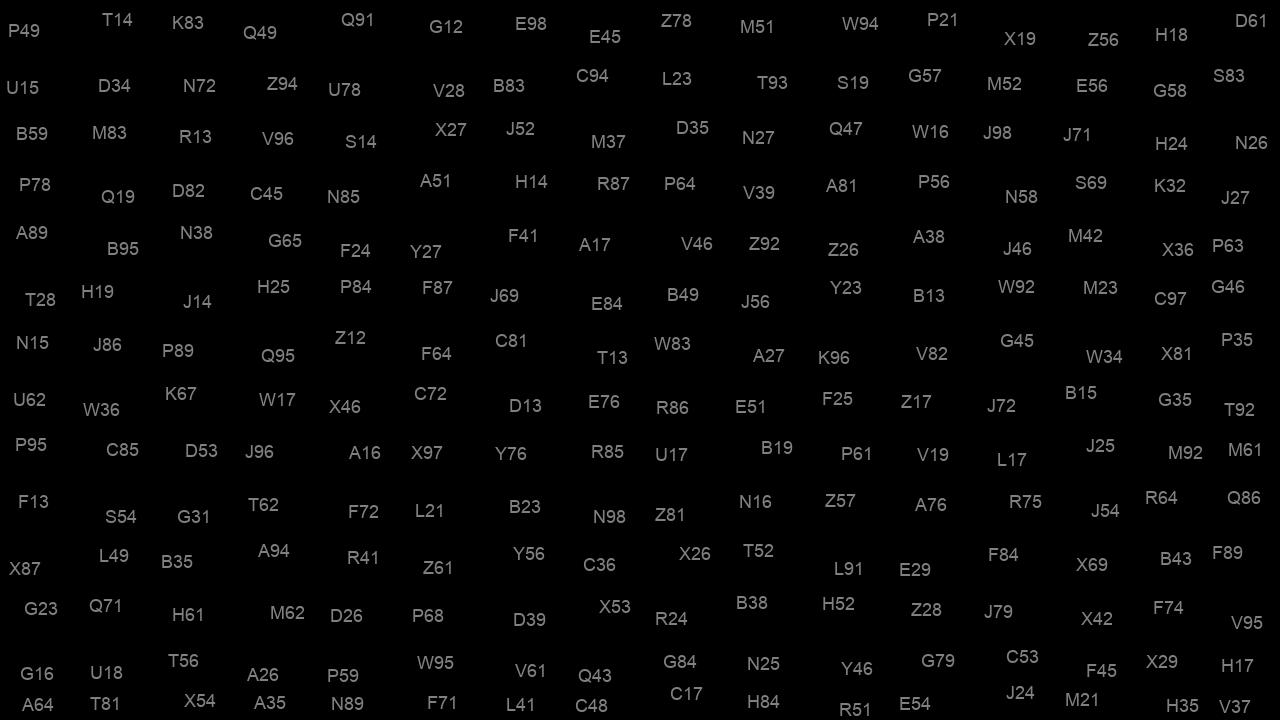 P49 T14 K83 Q49 Q91 G12 E98 E45 Z78 M51 W94 P21 X19 Z56 H18 D61
U15 D34 N72 Z94 U78 V28 B83 C94 L23 T93 S19 G57 M52 E56 G58 S83
B59 M83 R13 V96 S14 X27 J52 M37 D35 N27 Q47 W16 J98 J71 H24 N26
P78 Q19 D82 C45 N85 A51 H14 R87 P64 V39 A81 P56 N58 S69 K32 J27
A89 B95 N38 G65 F24 Y27 F41 A17 V46 Z92 Z26 A38 J46 M42 X36 P63
T28 H19 J14 H25 P84 F87 J69 E84 B49 J56 Y23 B13 W92 M23 C97 G46
N15 J86 P89 Q95 Z12 F64 C81 T13 W83 A27 K96 V82 G45 W34 X81 P35
U62 W36 K67 W17 X46 C72 D13 E76 R86 E51 F25 Z17 J72 B15 G35 T92
P95 C85 D53 J96 A16 X97 Y76 R85 U17 B19 P61 V19 L17 J25 M92 M61
F13 S54 G31 T62 F72 L21 B23 N98 Z81 N16 Z57 A76 R75 J54 R64 Q86
X87 L49 B35 A94 R41 Z61 Y56 C36 X26 T52 L91 E29 F84 X69 B43 F89
G23 Q71 H61 M62 D26 P68 D39 X53 R24 B38 H52 Z28 J79 X42 F74 V95
G16 U18 T56 A26 P59 W95 V61 Q43 G84 N25 Y46 G79 C53 F45 X29 H17
A64 T81 X54 A35 N89 F71 L41 C48 C17 H84 R51 E54 J24 M21 H35 V37